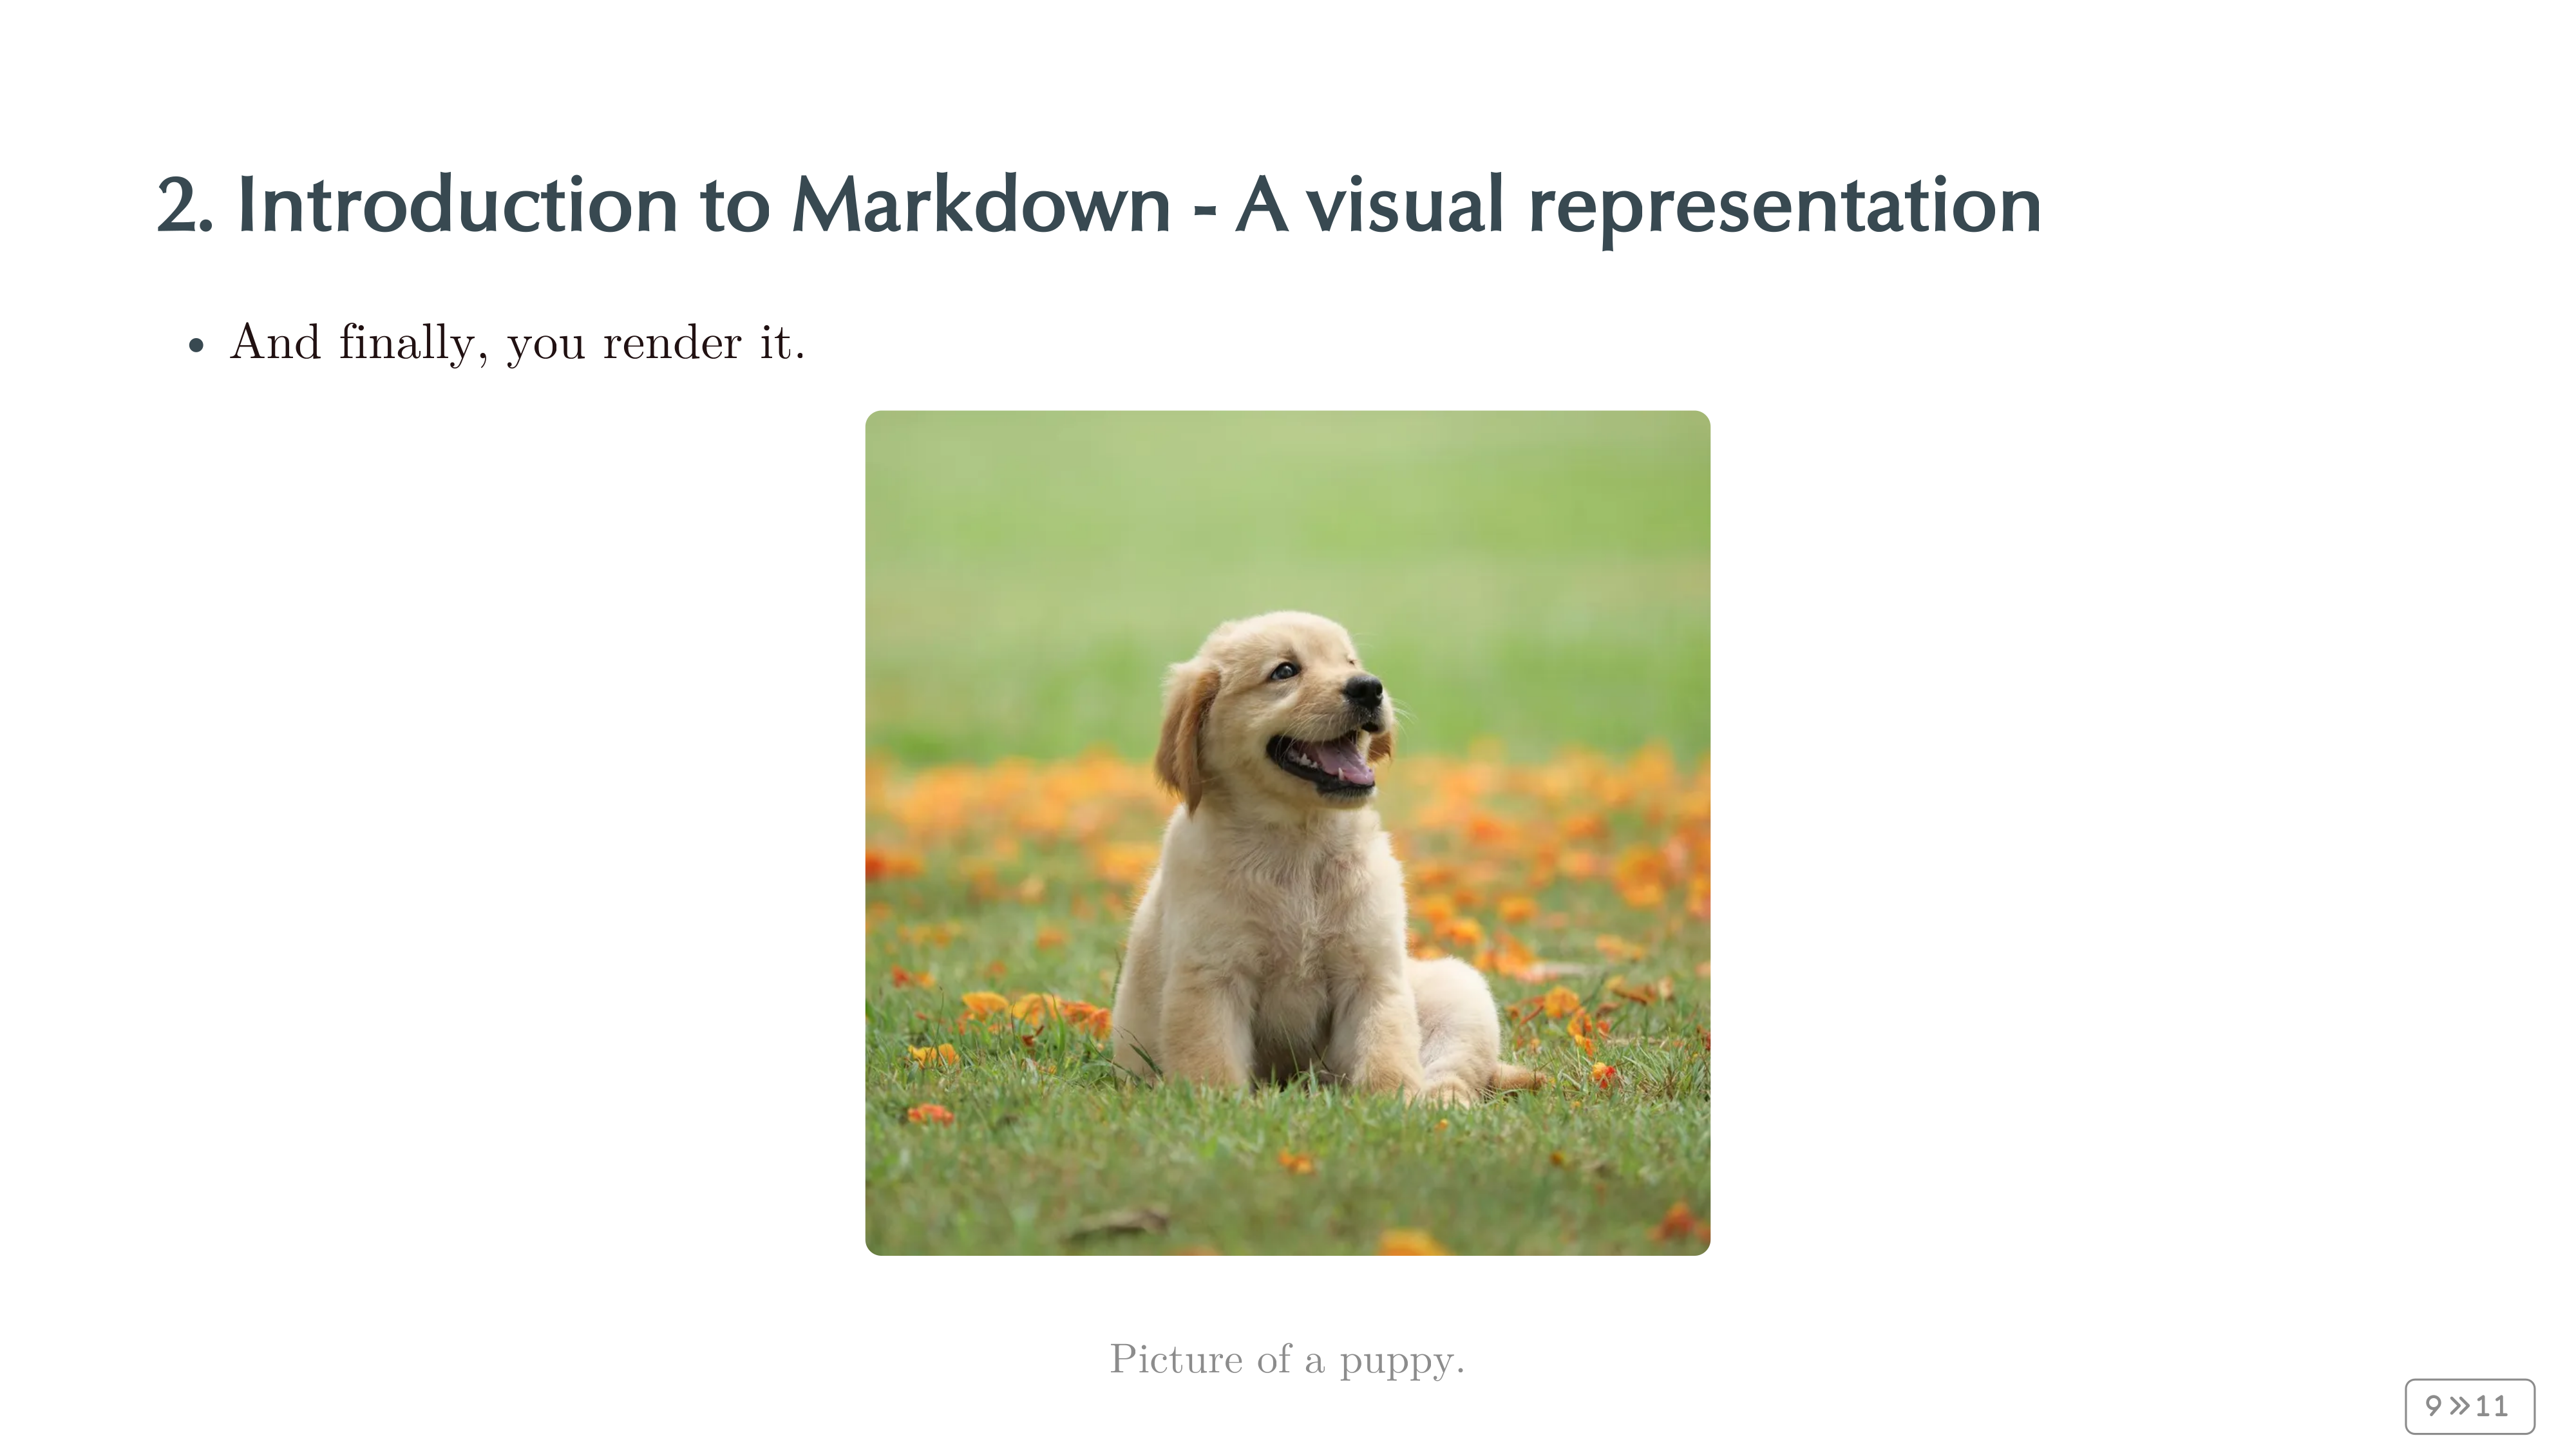 2. Introduction to Markdown - A visual representation
• And finally, you render it.
Picture of a puppy.
9 » 11